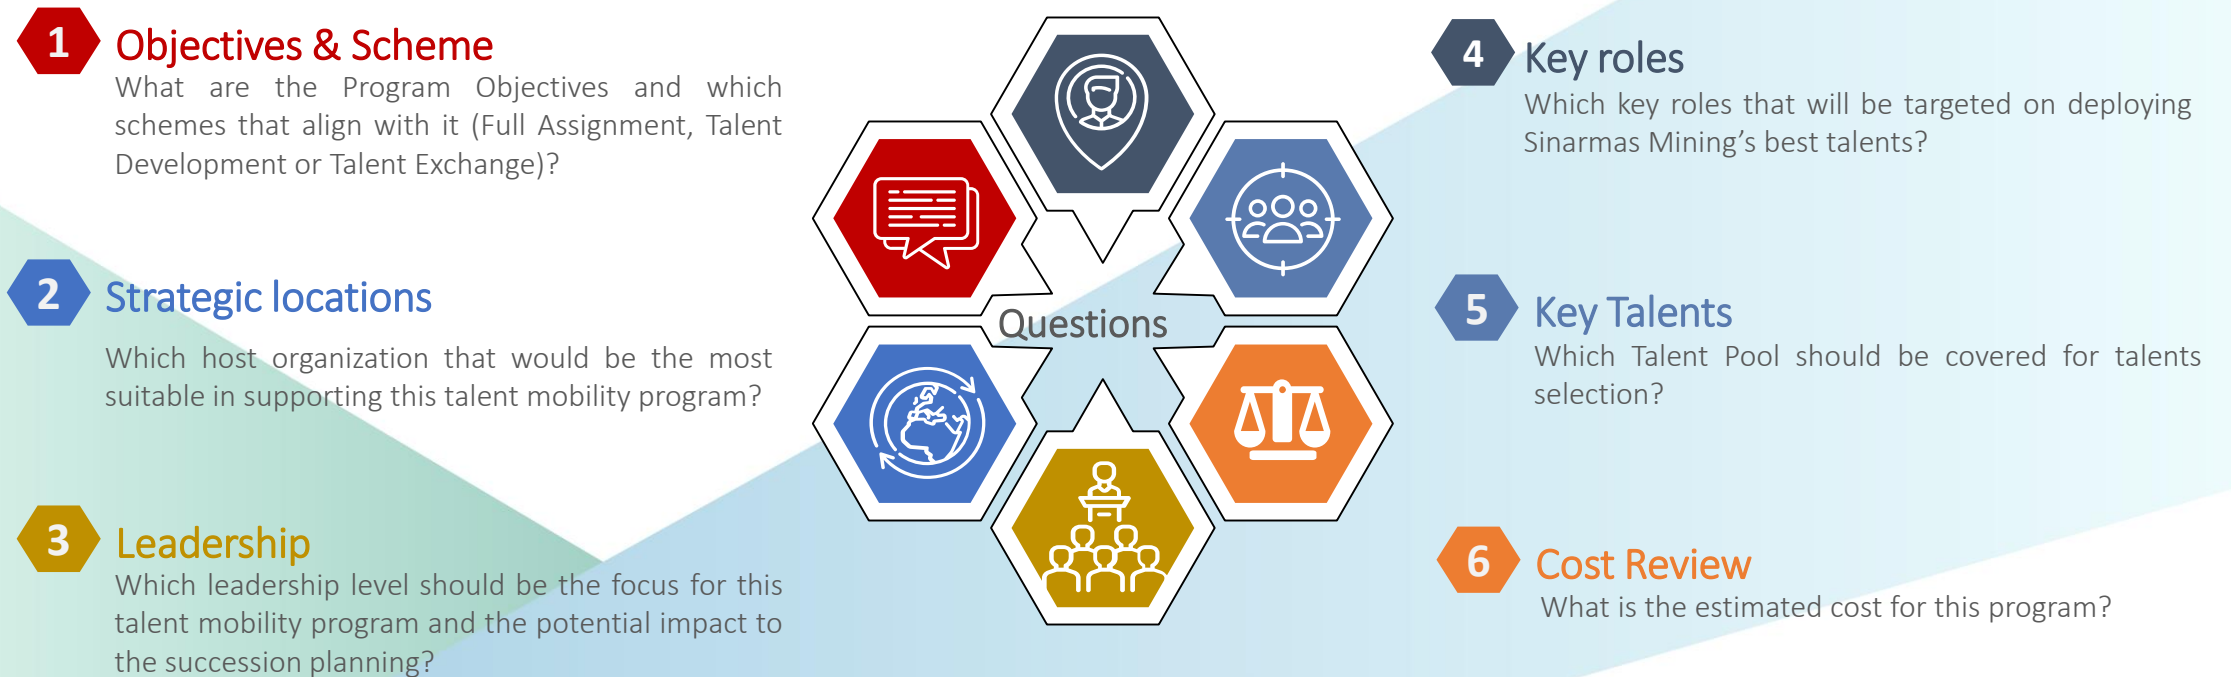 1
Objectives & Scheme
What are the Program Objectives and which
schemes that align with it (Full Assignment, Talent
Development or Talent Exchange)?
2
Strategic locations
Which host organization that would be the most
suitable in supporting this talent mobility program?
3
Leadership
Which leadership level should be the focus for this
talent mobility program and the potential impact to
the succession planning?
Questions
4
Key roles
Which key roles that will be targeted on deploying
Sinarmas Mining’s best talents?
5
Key Talents
Which Talent Pool should be covered for talents
selection?
6
Cost Review
What is the estimated cost for this program?